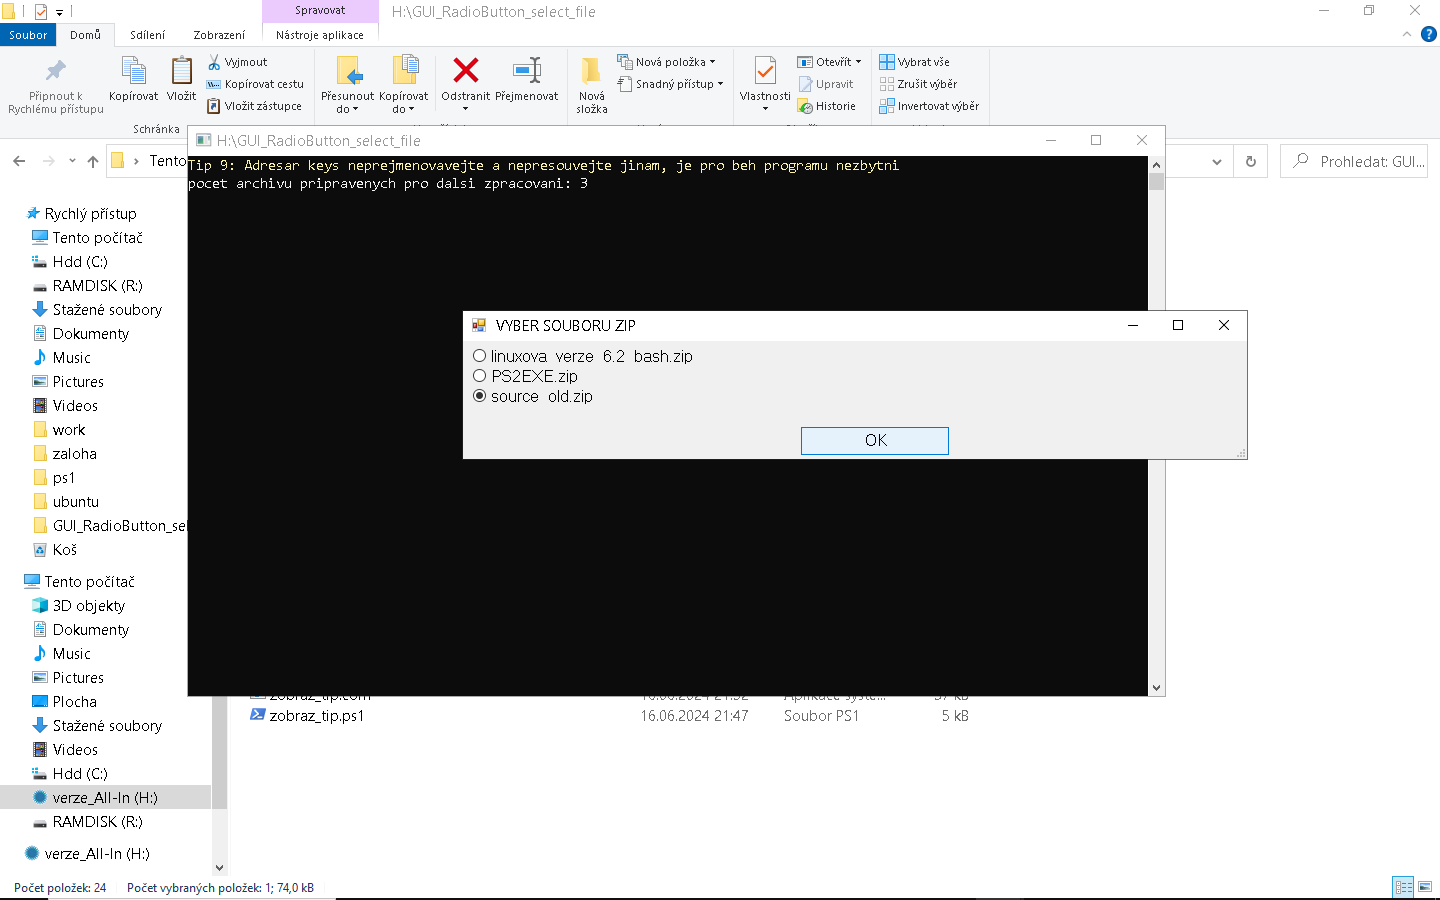 Spravovat
H:\GUI_RadioButton_select_file
Soubor
Domů
Sdílení
Zobrazení
Nástroje aplikace
Připnout k
Rychlému přístupu
Kopírovat
Vložit
Vyjmout
Kopírovat cestu
Vložit zástupce
Schránka
Přesunout
do
Kopírovat
do
Odstranit
Přejmenovat
Nová
složka
Nová položka
Snadný přístup
Vlastnosti
Otevřít
Upravit
Historie
Vybrat vše
Zrušit výběr
Invertovat výběr
Tento
Prohledat: GUI...
H:\GUI_RadioButton_select_file
Tip 9: Adresar keys neprejmenovavejte a nepresouvejte jinam, je pro beh programu nezbytni
pocet archivu pripravenych pro dalsi zpracovani: 3
VYBER SOUBORU ZIP
linuxova verze 6.2 bash.zip
PS2EXE.zip
source old.zip
OK
Rychlý přístup
Tento počítač
Hdd (C:)
RAMDISK (R:)
Stažené soubory
Dokumenty
Music
Pictures
Videos
work
zaloha
ps1
ubuntu
GUI_RadioButton_sel
Koš
Tento počítač
3D objekty
Dokumenty
Music
Pictures
Plocha
Stažené soubory
Videos
Hdd (C:)
verze_All-In (H:)
RAMDISK (R:)
verze_All-In (H:)
zobraz_tip.com
zobraz_tip.ps1 16.06.2024 21:47 Soubor PS1 5 kB
Počet položek: 24 Počet vybraných položek: 1; 74,0 kB